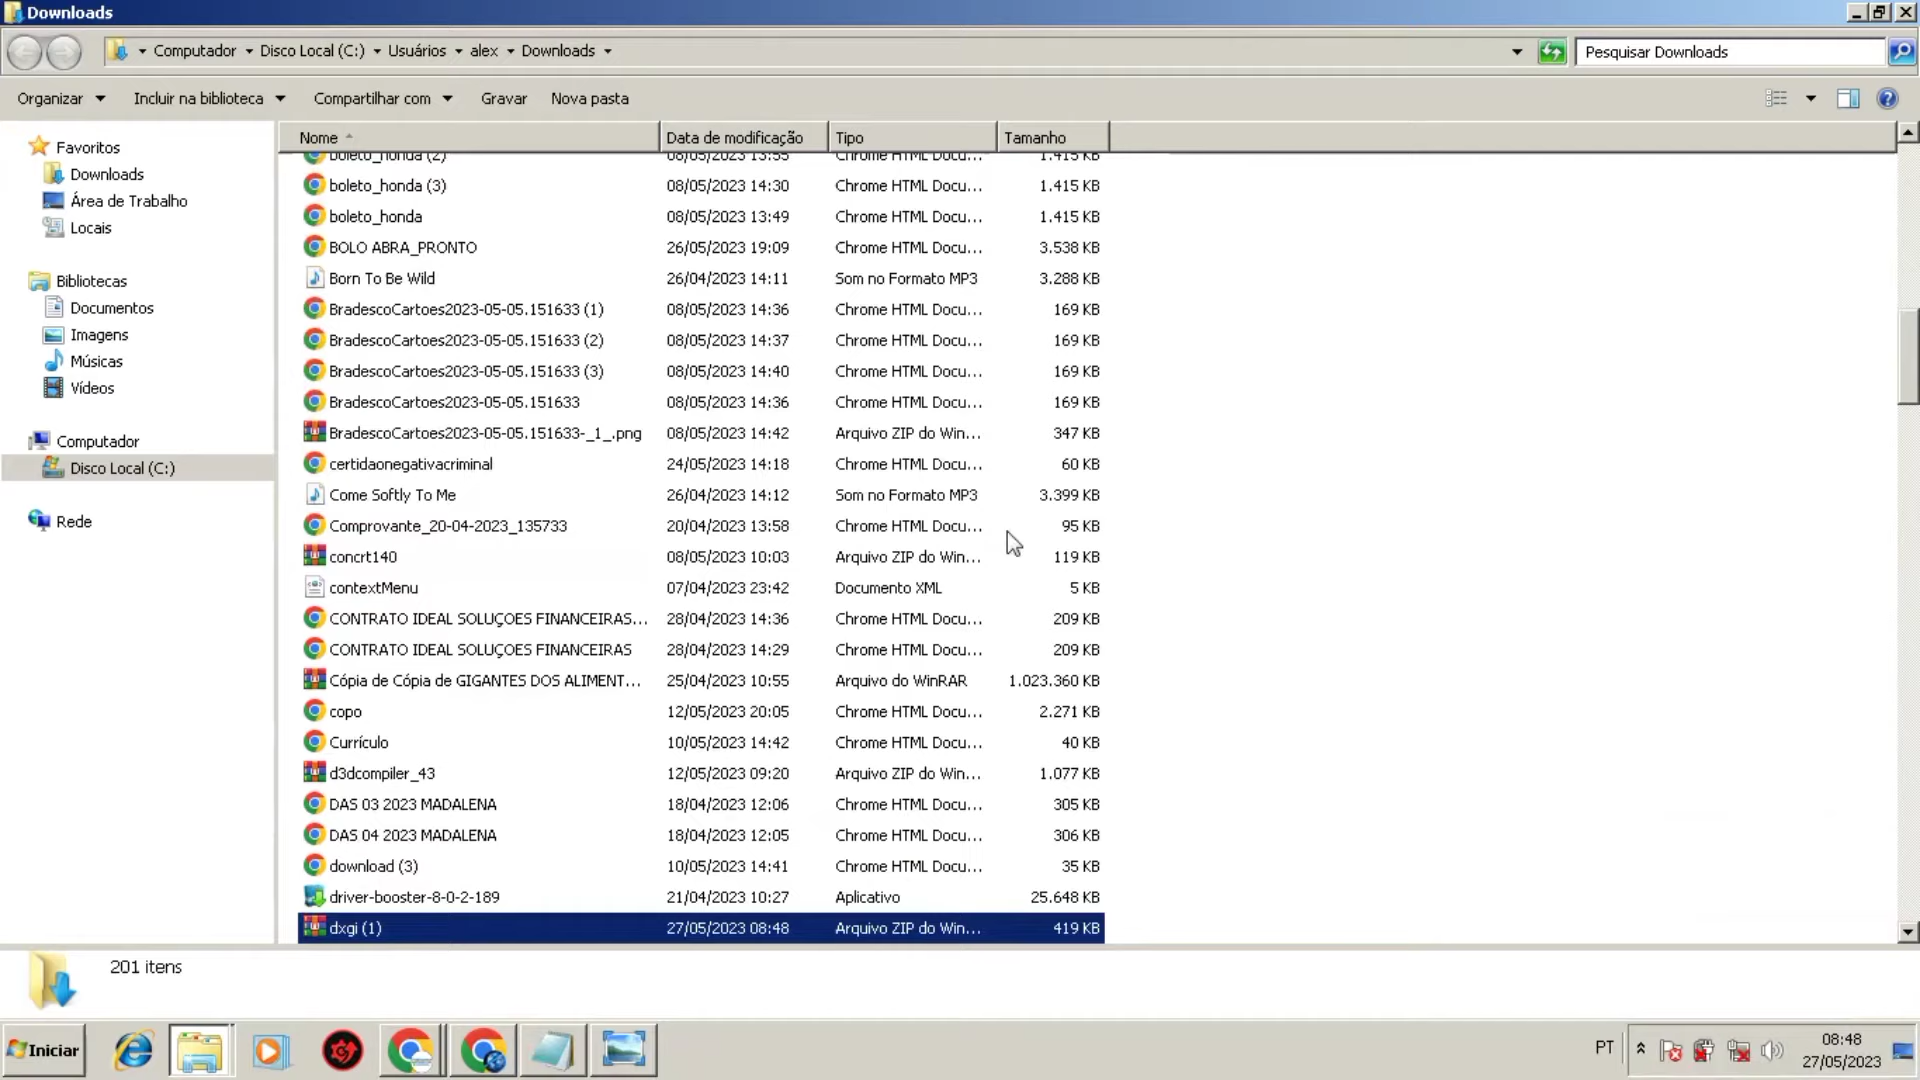 Downloads
Computador Disco Local (C:) Usuários alex Downloads
Pesquisar Downloads
Organizar Incluir na biblioteca Compartilhar com Gravar Nova pasta
Favoritos
Downloads
Área de Trabalho
Locais
Bibliotecas
Documentos
Imagens
Músicas
Vídeos
Computador
Disco Local (C:)
Rede
Nome Data de modificação Tipo Tamanho
boleto_honda (2) 08/05/2023 13:55 Chrome HTML Docu... 1.415 KB
boleto_honda (3) 08/05/2023 14:30 Chrome HTML Docu... 1.415 KB
boleto_honda 08/05/2023 13:49 Chrome HTML Docu... 1.415 KB
BOLO ABRA_PRONTO 26/05/2023 19:09 Chrome HTML Docu... 3.538 KB
Born To Be Wild 26/04/2023 14:11 Som no Formato MP3 3.288 KB
BradescoCartoes2023-05-05.151633 (1) 08/05/2023 14:36 Chrome HTML Docu... 169 KB
BradescoCartoes2023-05-05.151633 (2) 08/05/2023 14:37 Chrome HTML Docu... 169 KB
BradescoCartoes2023-05-05.151633 (3) 08/05/2023 14:40 Chrome HTML Docu... 169 KB
BradescoCartoes2023-05-05.151633 08/05/2023 14:36 Chrome HTML Docu... 169 KB
BradescoCartoes2023-05-05.151633-_1_.png 08/05/2023 14:42 Arquivo ZIP do Win... 347 KB
certidaonegativacriminal 24/05/2023 14:18 Chrome HTML Docu... 60 KB
Come Softly To Me 26/04/2023 14:12 Som no Formato MP3 3.399 KB
Comprovante_20-04-2023_135733 20/04/2023 13:58 Chrome HTML Docu... 95 KB
concrt140 08/05/2023 10:03 Arquivo ZIP do Win... 119 KB
contextMenu 07/04/2023 23:42 Documento XML 5 KB
CONTRATO IDEAL SOLUÇOES FINANCEIRAS... 28/04/2023 14:36 Chrome HTML Docu... 209 KB
CONTRATO IDEAL SOLUÇOES FINANCEIRAS 28/04/2023 14:29 Chrome HTML Docu... 209 KB
Cópia de Cópia de GIGANTES DOS ALIMENT... 25/04/2023 10:55 Arquivo do WinRAR 1.023.360 KB
copo 12/05/2023 20:05 Chrome HTML Docu... 2.271 KB
Currículo 10/05/2023 14:42 Chrome HTML Docu... 40 KB
d3dcompiler_43 12/05/2023 09:20 Arquivo ZIP do Win... 1.077 KB
DAS 03 2023 MADALENA 18/04/2023 12:06 Chrome HTML Docu... 305 KB
DAS 04 2023 MADALENA 18/04/2023 12:05 Chrome HTML Docu... 306 KB
download (3) 10/05/2023 14:41 Chrome HTML Docu... 35 KB
driver-booster-8-0-2-189 21/04/2023 10:27 Aplicativo 25.648 KB
dxgi (1) 27/05/2023 08:48 Arquivo ZIP do Win... 419 KB
201 itens
Iniciar
PT
08:48
27/05/2023